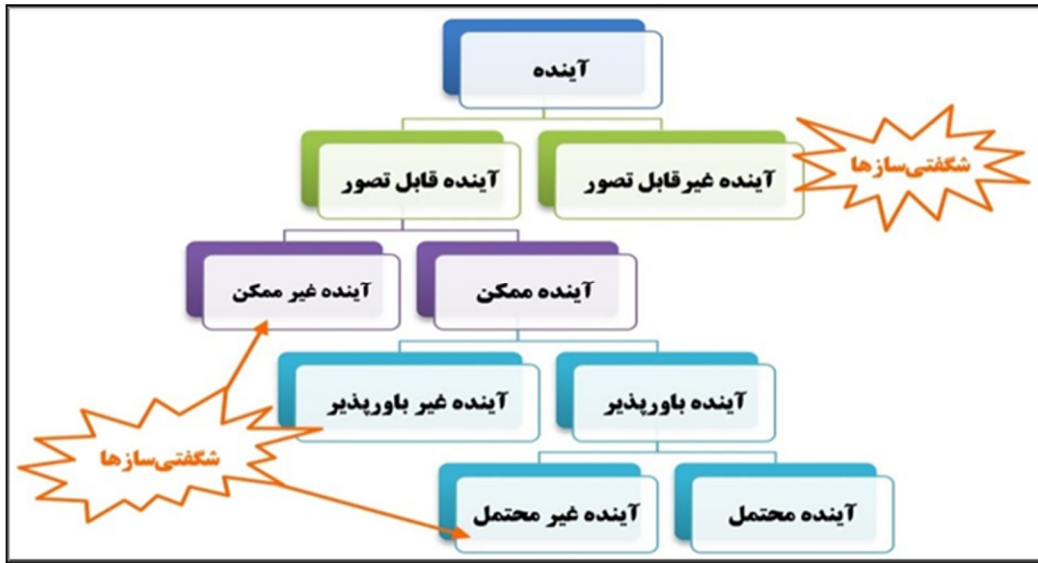 آینده
آینده غیرقابل تصور
آینده قابل تصور
شگفتی‌سازها
آینده ممکن
آینده غیر ممکن
آینده باورپذیر
آینده غیر باورپذیر
شگفتی‌سازها
آینده محتمل
آینده غیر محتمل